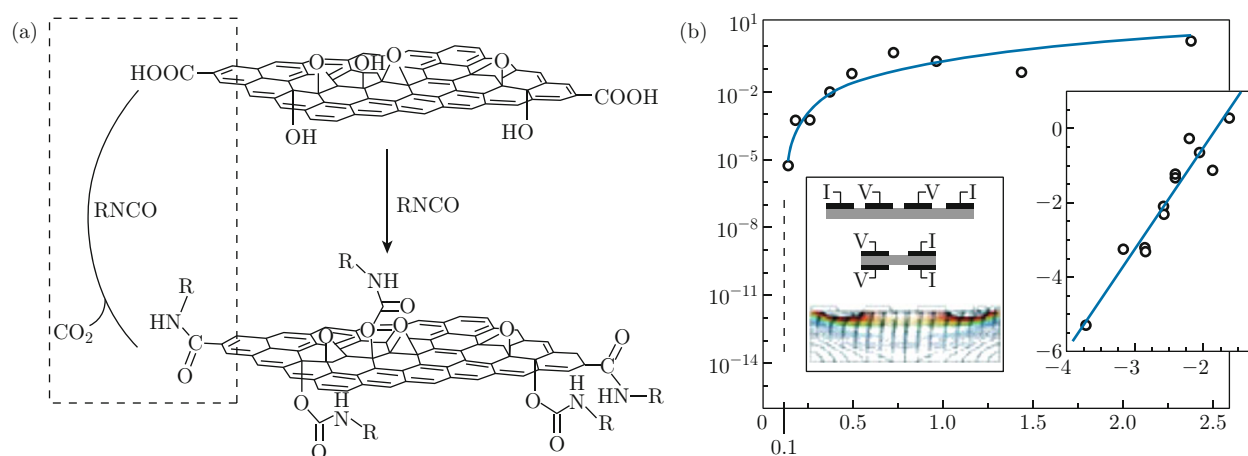 (a)
HOOC
O
OH
O
O
COOH
OH
HO
RNCO
RNCO
CO₂
R
HN
O
R
NH
O
O
O
O
O
O
N
H
R
O
O
H
N
R
O
O
HN
R
(b)
10¹
10⁻²
10⁻⁵
10⁻⁸
10⁻¹¹
10⁻¹⁴
0
0.1
0.5
1.0
1.5
2.0
2.5
I V V I
V I
V I
0
−2
−4
−6
−4 −3 −2